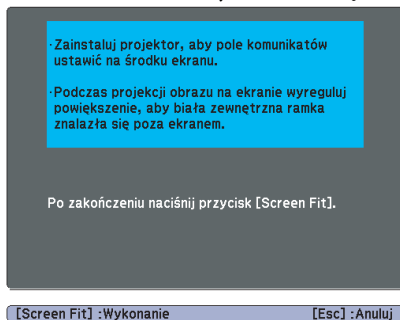 ·Zainstaluj projektor, aby pole komunikatów
ustawić na środku ekranu.
·Podczas projekcji obrazu na ekranie wyreguluj
powiększenie, aby biała zewnętrzna ramka
znalazła się poza ekranem.
Po zakończeniu naciśnij przycisk [Screen Fit].
[Screen Fit] :Wykonanie [Esc] :Anuluj